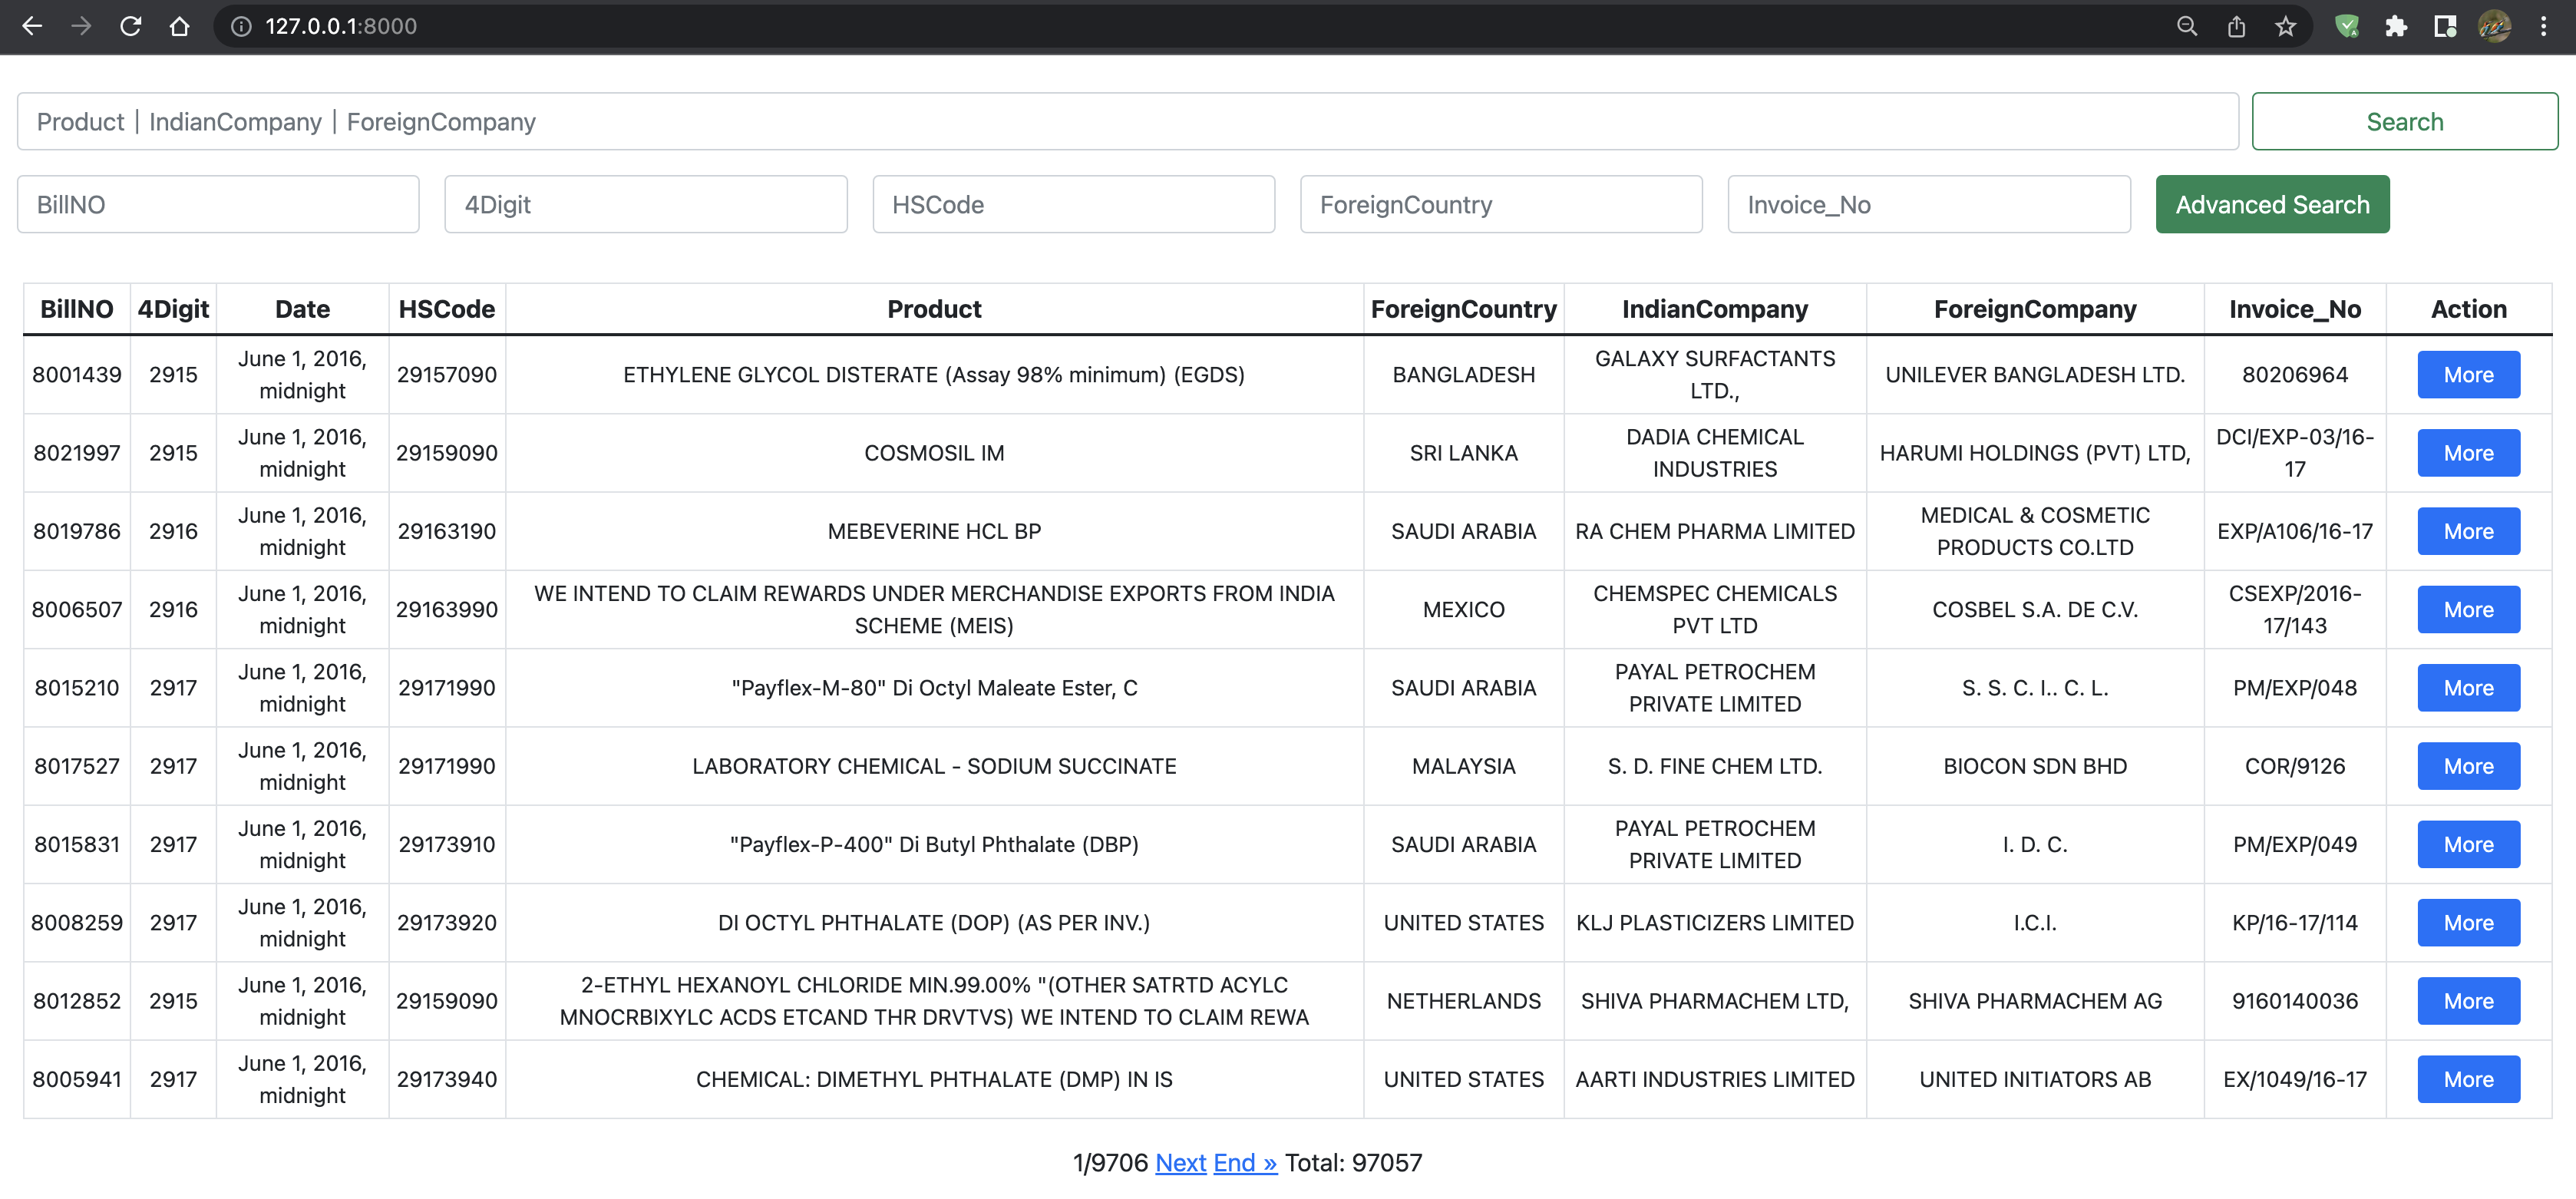 127.0.0.1:8000
Product | IndianCompany | ForeignCompany
Search
BillNO
4Digit
HSCode
ForeignCountry
Invoice_No
Advanced Search
BillNO 4Digit Date HSCode Product ForeignCountry IndianCompany ForeignCompany Invoice_No Action
8001439 2915 June 1, 2016, midnight 29157090 ETHYLENE GLYCOL DISTERATE (Assay 98% minimum) (EGDS) BANGLADESH GALAXY SURFACTANTS LTD., UNILEVER BANGLADESH LTD. 80206964 More
8021997 2915 June 1, 2016, midnight 29159090 COSMOSIL IM SRI LANKA DADIA CHEMICAL INDUSTRIES HARUMI HOLDINGS (PVT) LTD, DCI/EXP-03/16-17 More
8019786 2916 June 1, 2016, midnight 29163190 MEBEVERINE HCL BP SAUDI ARABIA RA CHEM PHARMA LIMITED MEDICAL & COSMETIC PRODUCTS CO.LTD EXP/A106/16-17 More
8006507 2916 June 1, 2016, midnight 29163990 WE INTEND TO CLAIM REWARDS UNDER MERCHANDISE EXPORTS FROM INDIA SCHEME (MEIS) MEXICO CHEMSPEC CHEMICALS PVT LTD COSBEL S.A. DE C.V. CSEXP/2016-17/143 More
8015210 2917 June 1, 2016, midnight 29171990 "Payflex-M-80" Di Octyl Maleate Ester, C SAUDI ARABIA PAYAL PETROCHEM PRIVATE LIMITED S. S. C. I.. C. L. PM/EXP/048 More
8017527 2917 June 1, 2016, midnight 29171990 LABORATORY CHEMICAL - SODIUM SUCCINATE MALAYSIA S. D. FINE CHEM LTD. BIOCON SDN BHD COR/9126 More
8015831 2917 June 1, 2016, midnight 29173910 "Payflex-P-400" Di Butyl Phthalate (DBP) SAUDI ARABIA PAYAL PETROCHEM PRIVATE LIMITED I. D. C. PM/EXP/049 More
8008259 2917 June 1, 2016, midnight 29173920 DI OCTYL PHTHALATE (DOP) (AS PER INV.) UNITED STATES KLJ PLASTICIZERS LIMITED I.C.I. KP/16-17/114 More
8012852 2915 June 1, 2016, midnight 29159090 2-ETHYL HEXANOYL CHLORIDE MIN.99.00% "(OTHER SATRTD ACYLC MNOCRBIXYLC ACDS ETCAND THR DRVTVS) WE INTEND TO CLAIM REWA NETHERLANDS SHIVA PHARMACHEM LTD, SHIVA PHARMACHEM AG 9160140036 More
8005941 2917 June 1, 2016, midnight 29173940 CHEMICAL: DIMETHYL PHTHALATE (DMP) IN IS UNITED STATES AARTI INDUSTRIES LIMITED UNITED INITIATORS AB EX/1049/16-17 More
1/9706 Next End » Total: 97057